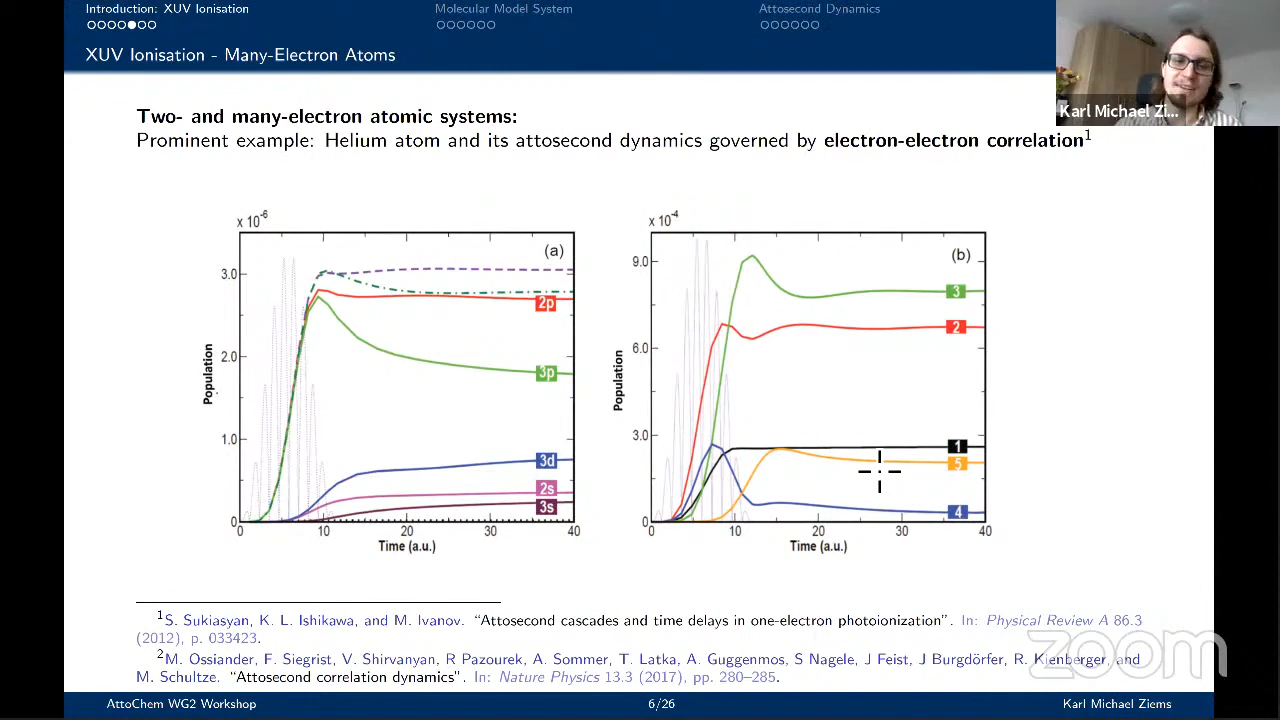 Introduction: XUV Ionisation
Molecular Model System
Attosecond Dynamics
XUV Ionisation - Many-Electron Atoms
Karl Michael Zi...
Two- and many-electron atomic systems:
Prominent example: Helium atom and its attosecond dynamics governed by electron-electron correlation¹
x 10⁻⁶
(a)
3.0
2.0
1.0
0
Population
2p
3p
3d
2s
3s
0 10 20 30 40
Time (a.u.)
x 10⁻⁴
(b)
9.0
6.0
3.0
0
Population
3
2
1
5
4
0 10 20 30 40
Time (a.u.)
¹S. Sukiasyan, K. L. Ishikawa, and M. Ivanov. “Attosecond cascades and time delays in one-electron photoionization”. In: Physical Review A 86.3
(2012), p. 033423.
²M. Ossiander, F. Siegrist, V. Shirvanyan, R Pazourek, A. Sommer, T. Latka, A. Guggenmos, S Nagele, J Feist, J Burgdörfer, R. Kienberger, and
M. Schultze. “Attosecond correlation dynamics”. In: Nature Physics 13.3 (2017), pp. 280–285.
zoom
AttoChem WG2 Workshop
6/26
Karl Michael Ziems